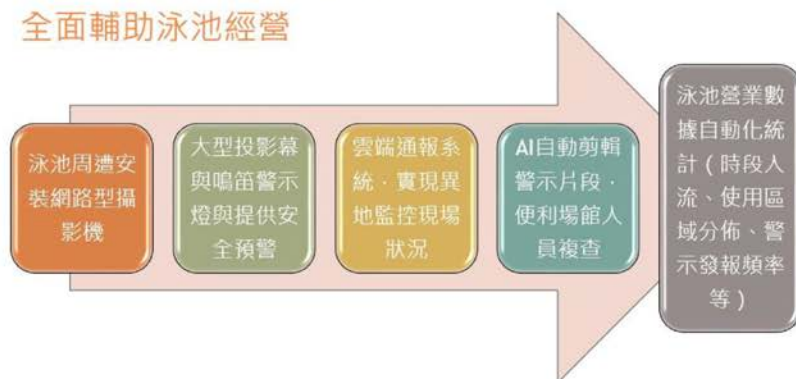 全面輔助泳池經營
泳池周遭安
裝網路型攝
影機
大型投影幕
與鳴笛警示
燈與提供安
全預警
雲端通報系
統，實現異
地監控現場
狀況
AI自動剪輯
警示片段，
便利場館人
員複查
泳池營業數
據自動化統
計（時段人
流、使用區
域分佈、警
示發報頻率
等）